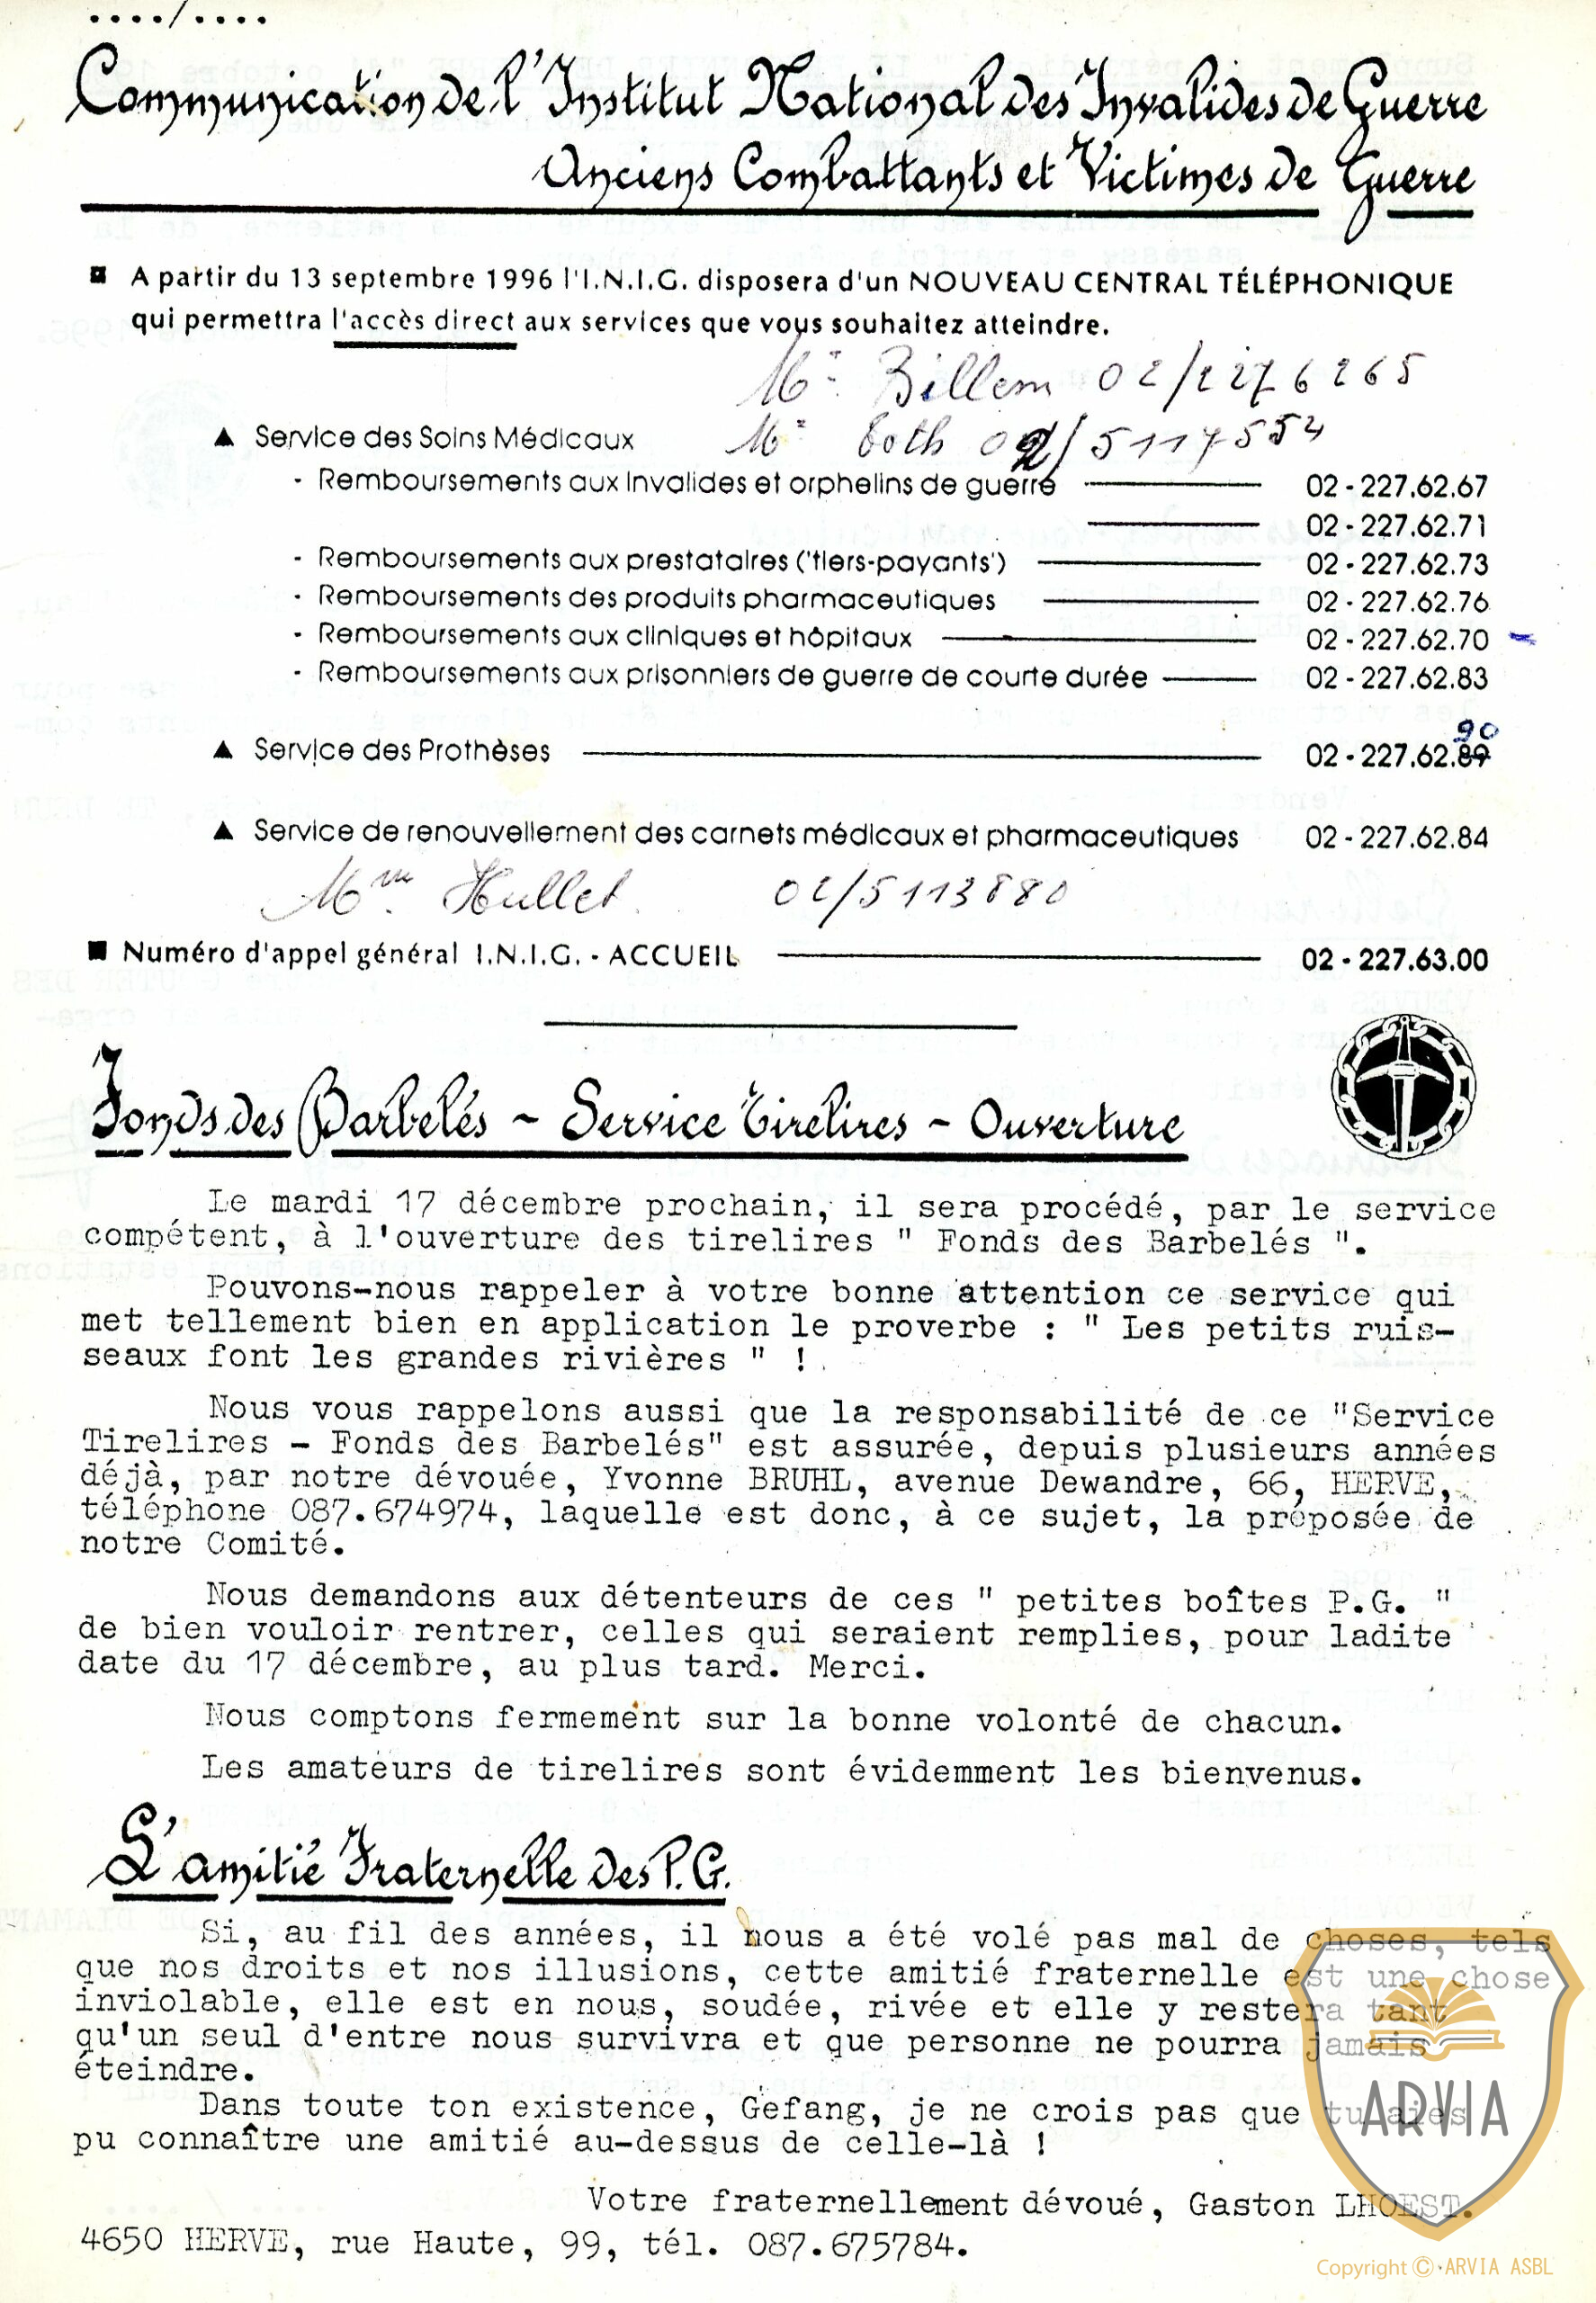 ..../....
Communication de l'Institut National des Invalides de Guerre
Anciens Combattants et Victimes de Guerre
A partir du 13 septembre 1996 l'I.N.I.G. disposera d'un NOUVEAU CENTRAL TÉLÉPHONIQUE
qui permettra l'accès direct aux services que vous souhaitez atteindre.
Mr Billem 02/2276265
▲ Service des Soins Médicaux
Mr 02/5117554
- Remboursements aux invalides et orphelins de guerre 02-227.62.67
02-227.62.71
- Remboursements aux prestataires ('tiers-payants') 02-227.62.73
- Remboursements des produits pharmaceutiques 02-227.62.76
- Remboursements aux cliniques et hôpitaux 02-227.62.70
- Remboursements aux prisonniers de guerre de courte durée 02-227.62.83
90
▲ Service des Prothèses 02-227.62.89
▲ Service de renouvellement des carnets médicaux et pharmaceutiques 02-227.62.84
Mme Hullet 02/5113880
■ Numéro d'appel général I.N.I.G. - ACCUEIL 02-227.63.00
Fonds des Barbelés ~ Service Tirelires ~ Ouverture
Le mardi 17 décembre prochain, il sera procédé, par le service
compétent, à l'ouverture des tirelires " Fonds des Barbelés ".
Pouvons-nous rappeler à votre bonne attention ce service qui
met tellement bien en application le proverbe : " Les petits ruis-
seaux font les grandes rivières " !
Nous vous rappelons aussi que la responsabilité de ce "Service
Tirelires - Fonds des Barbelés" est assurée, depuis plusieurs années
déjà, par notre dévouée, Yvonne BRUHL, avenue Dewandre, 66, HERVE,
téléphone 087.674974, laquelle est donc, à ce sujet, la préposée de
notre Comité.
Nous demandons aux détenteurs de ces " petites boîtes P.G. "
de bien vouloir rentrer, celles qui seraient remplies, pour ladite
date du 17 décembre, au plus tard. Merci.
Nous comptons fermement sur la bonne volonté de chacun.
Les amateurs de tirelires sont évidemment les bienvenus.
L'amitié Fraternelle des P.G.
Si, au fil des années, il nous a été volé pas mal de choses, tels
que nos droits et nos illusions, cette amitié fraternelle est une chose
inviolable, elle est en nous, soudée, rivée et elle y restera tant
qu'un seul d'entre nous survivra et que personne ne pourra jamais
éteindre.
Dans toute ton existence, Gefang, je ne crois pas que tu aies
pu connaître une amitié au-dessus de celle-là !
Votre fraternellement dévoué, Gaston LHOEST.
4650 HERVE, rue Haute, 99, tél. 087.675784.
ARVIA
Copyright © ARVIA ASBL